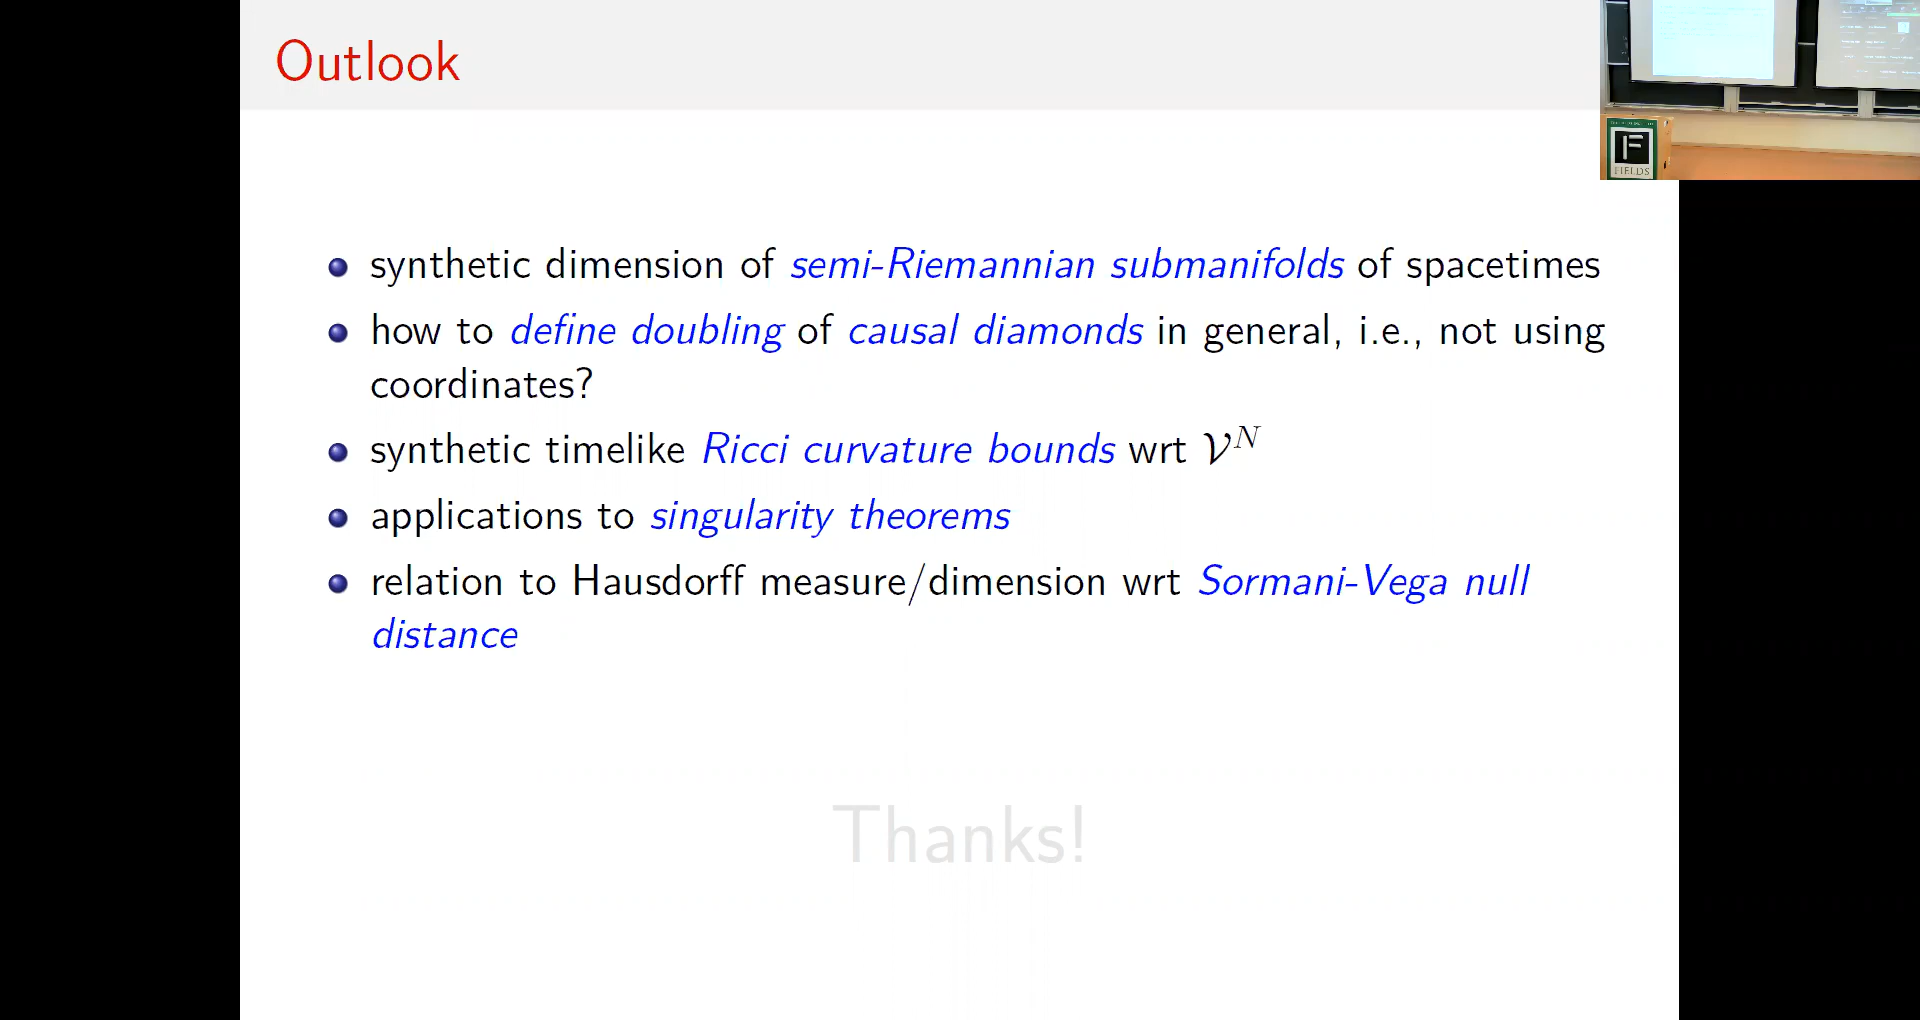 Outlook
FIELDS
synthetic dimension of semi-Riemannian submanifolds of spacetimes
how to define doubling of causal diamonds in general, i.e., not using
coordinates?
synthetic timelike Ricci curvature bounds wrt 𝒱ᴺ
applications to singularity theorems
relation to Hausdorff measure/dimension wrt Sormani-Vega null
distance
Thanks!